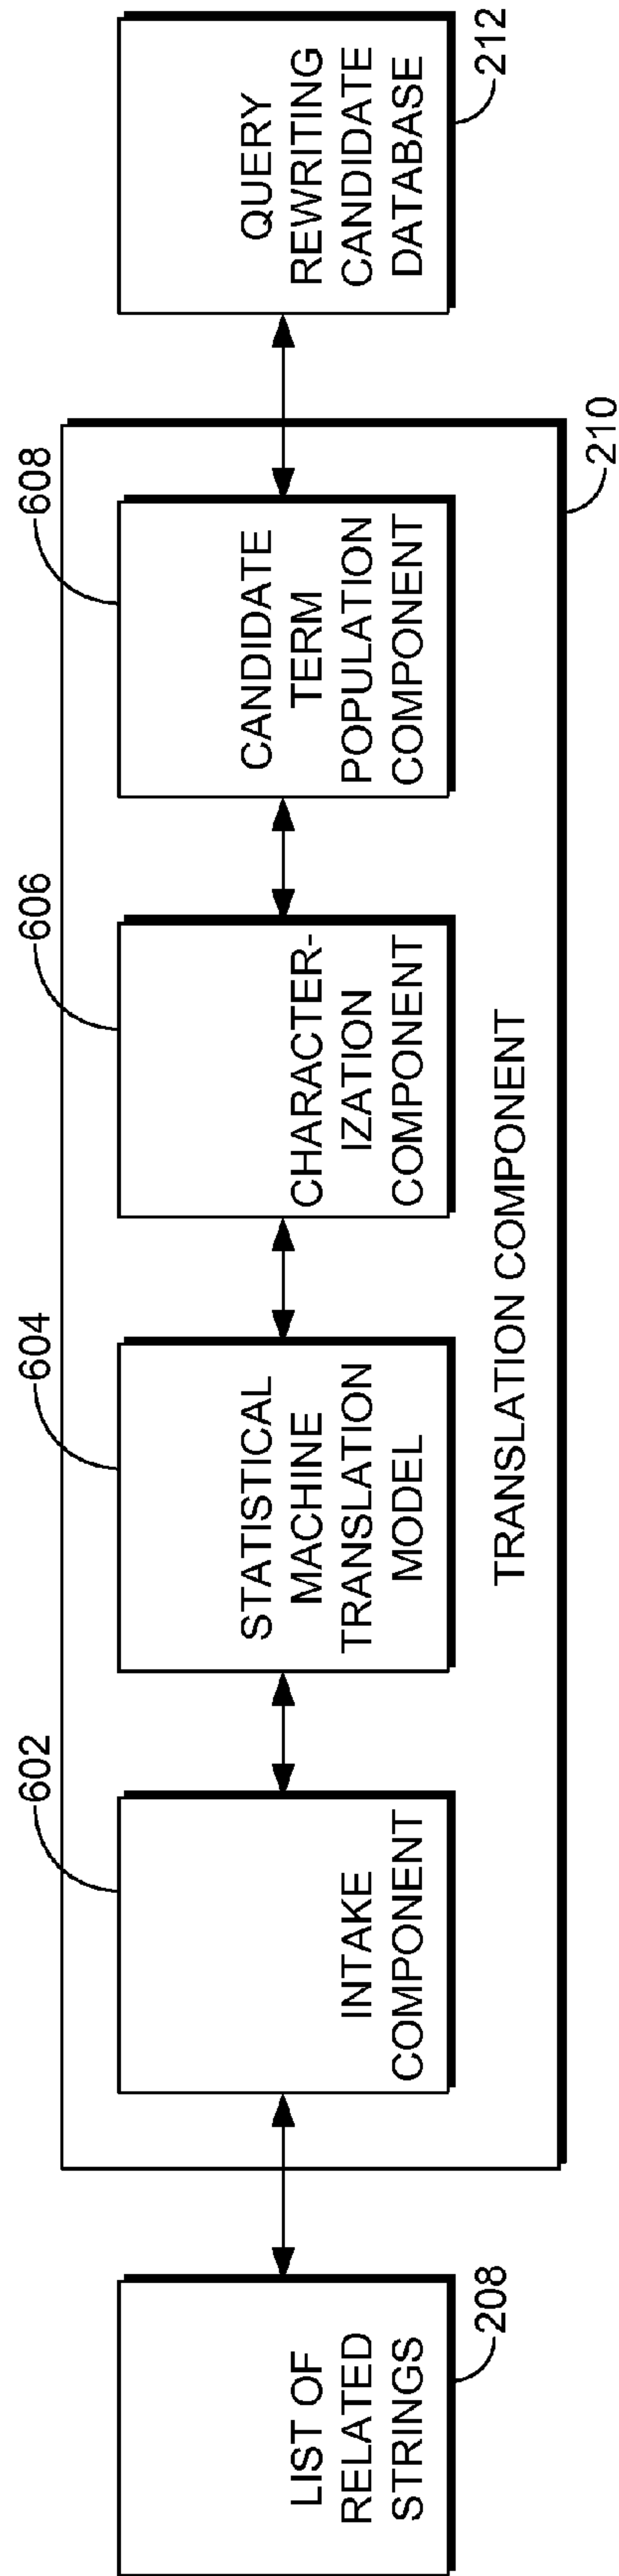 LIST OF
RELATED
STRINGS
208
602
INTAKE
COMPONENT
604
STATISTICAL
MACHINE
TRANSLATION
MODEL
606
CHARACTER-
IZATION
COMPONENT
608
CANDIDATE
TERM
POPULATION
COMPONENT
TRANSLATION COMPONENT
210
QUERY
REWRITING
CANDIDATE
DATABASE
212